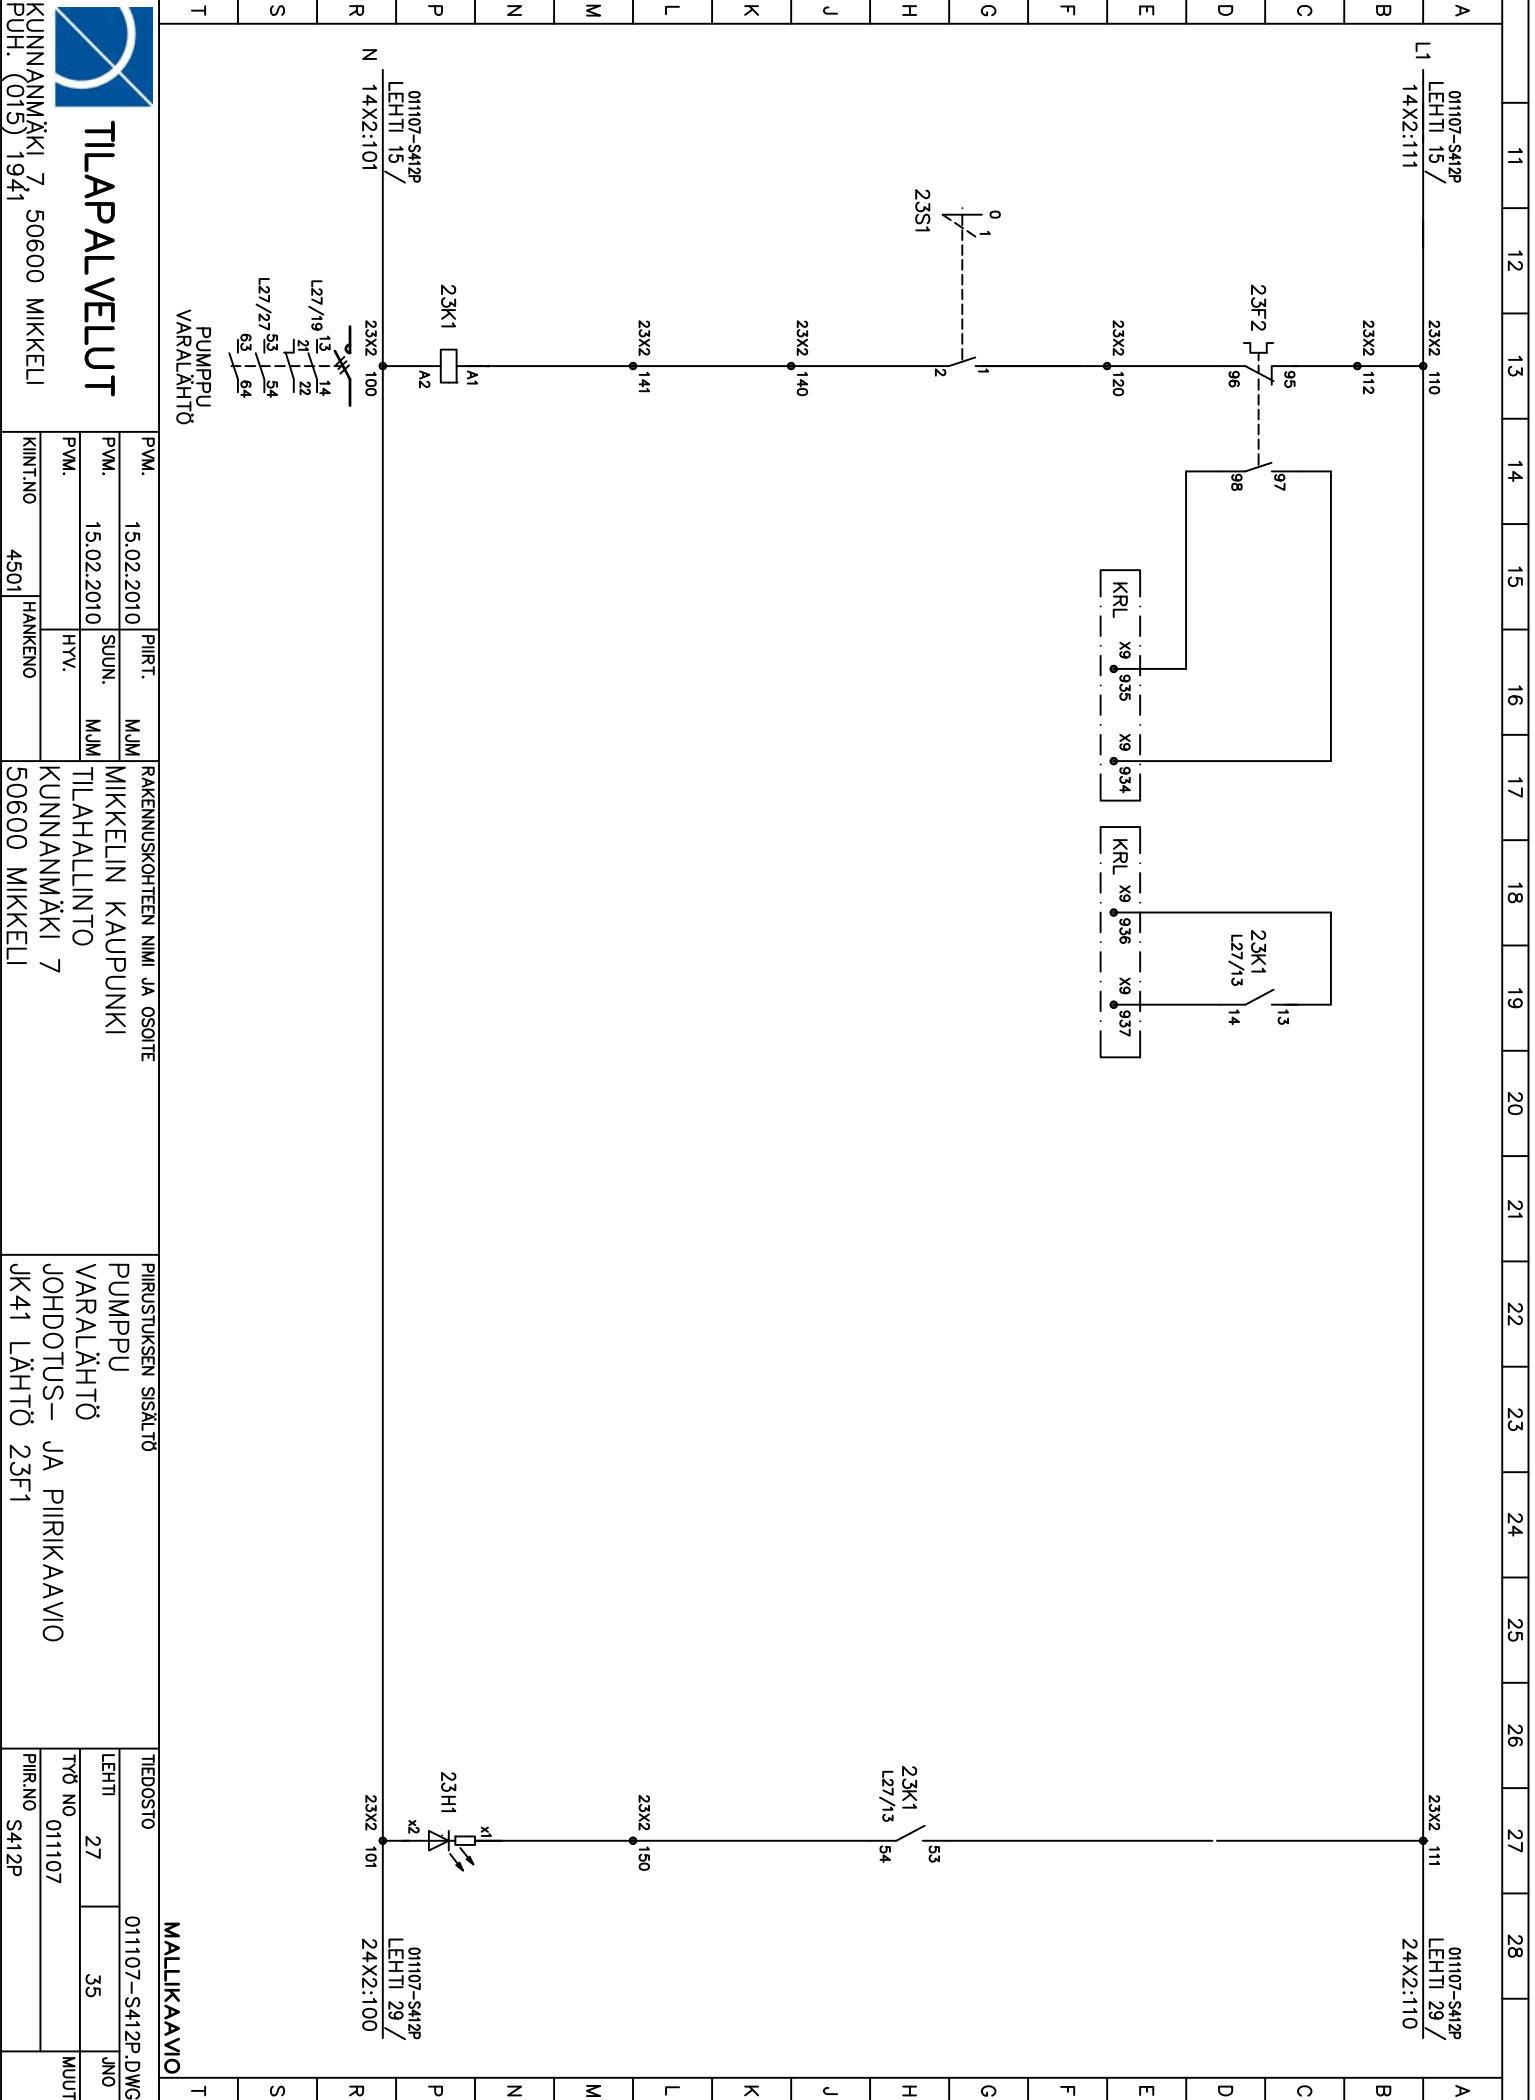 11 12 13 14 15 16 17 18 19 20 21 22 23 24 25 26 27 28
A A
B B
C C
D D
E E
F F
G G
H H
J J
K K
L L
M M
N N
P P
R R
S S
T T
L1
011107-S412P
LEHTI 15 /
14X2:111
23X2 110
23X2 111
011107-S412P
LEHTI 29 /
24X2:110
23X2 112
23F2
95
96
97
98
23X2 120
KRL X9 935 X9 934
KRL X9 936 X9 937
23K1
L27/13
13
14
0
1
23S1
1
2
23X2 140
23X2 141
23K1
L27/13
53
54
23X2 150
23K1
A1
A2
23H1
x1
x2
N
011107-S412P
LEHTI 15 /
14X2:101
23X2 100
23X2 101
011107-S412P
LEHTI 29 /
24X2:100
L27/19 13 14
21 22
L27/27 53 54
63 64
PUMPPU
VARALÄHTÖ
MALLIKAAVIO
TILAPALVELUT
KUNNANMÄKI 7, 50600 MIKKELI
PUH. (015) 1941
PVM. 15.02.2010 PIIRT. MJM
PVM. 15.02.2010 SUUN. MJM
PVM. HYV.
KIINT.NO 4501 HANKENO
RAKENNUSKOHTEEN NIMI JA OSOITE
MIKKELIN KAUPUNKI
TILAHALLINTO
KUNNANMÄKI 7
50600 MIKKELI
PIIRUSTUKSEN SISÄLTÖ
PUMPPU
VARALÄHTÖ
JOHDOTUS- JA PIIRIKAAVIO
JK41 LÄHTÖ 23F1
TIEDOSTO 011107-S412P.DWG
LEHTI 27 35 JNO
TYÖ NO 011107 MUUT
PIIR.NO S412P